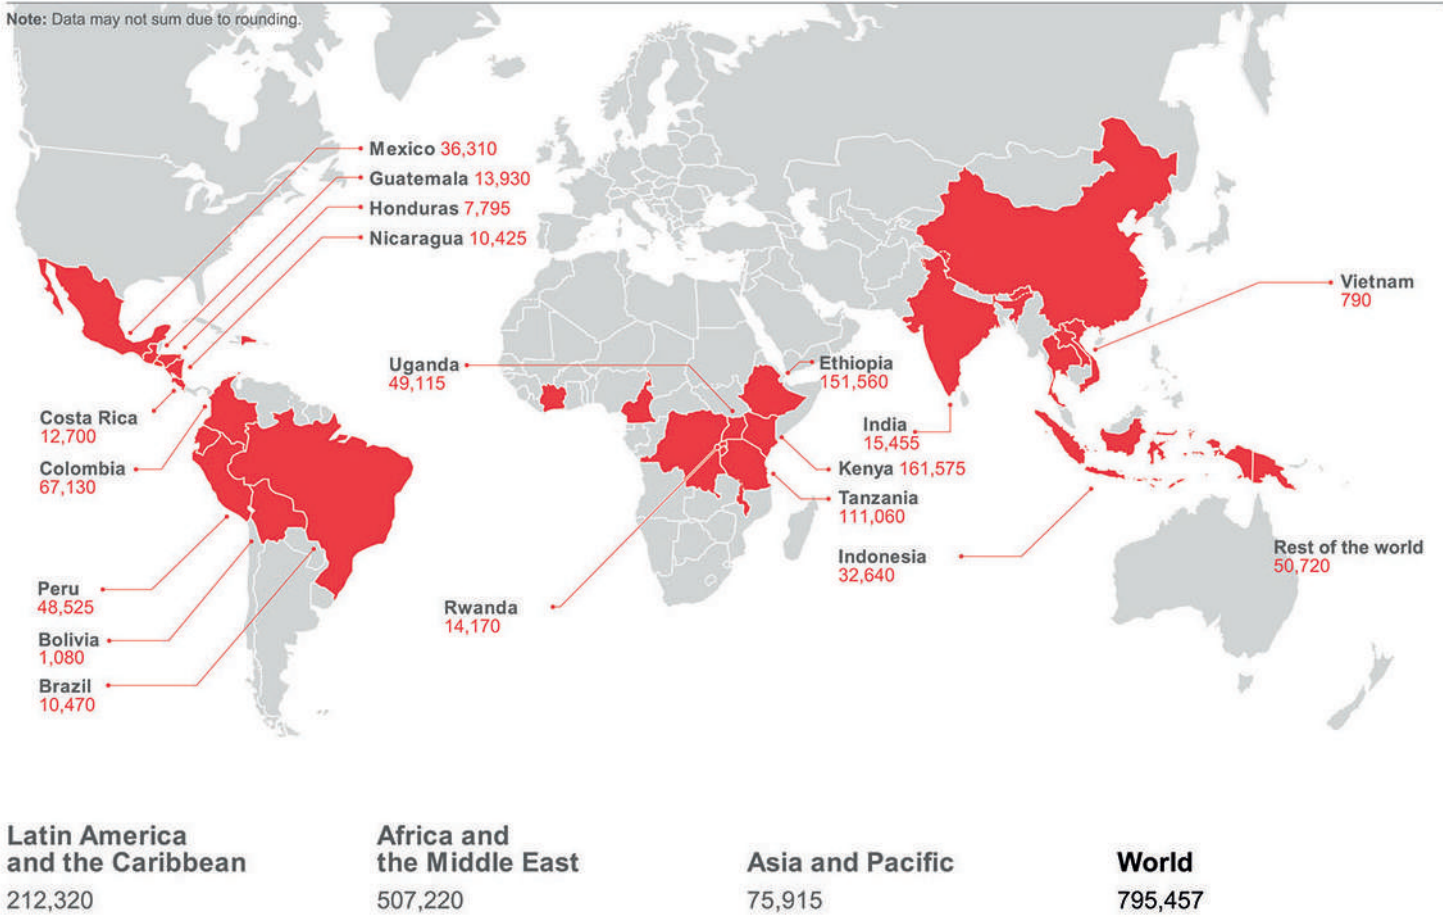 Note: Data may not sum due to rounding.
Mexico 36,310
Guatemala 13,930
Honduras 7,795
Nicaragua 10,425
Vietnam
790
Uganda
49,115
Ethiopia
151,560
Costa Rica
12,700
India
15,455
Colombia
67,130
Kenya 161,575
Tanzania
111,060
Indonesia
32,640
Rest of the world
50,720
Peru
48,525
Rwanda
14,170
Bolivia
1,080
Brazil
10,470
Latin America
and the Caribbean
212,320
Africa and
the Middle East
507,220
Asia and Pacific
75,915
World
795,457